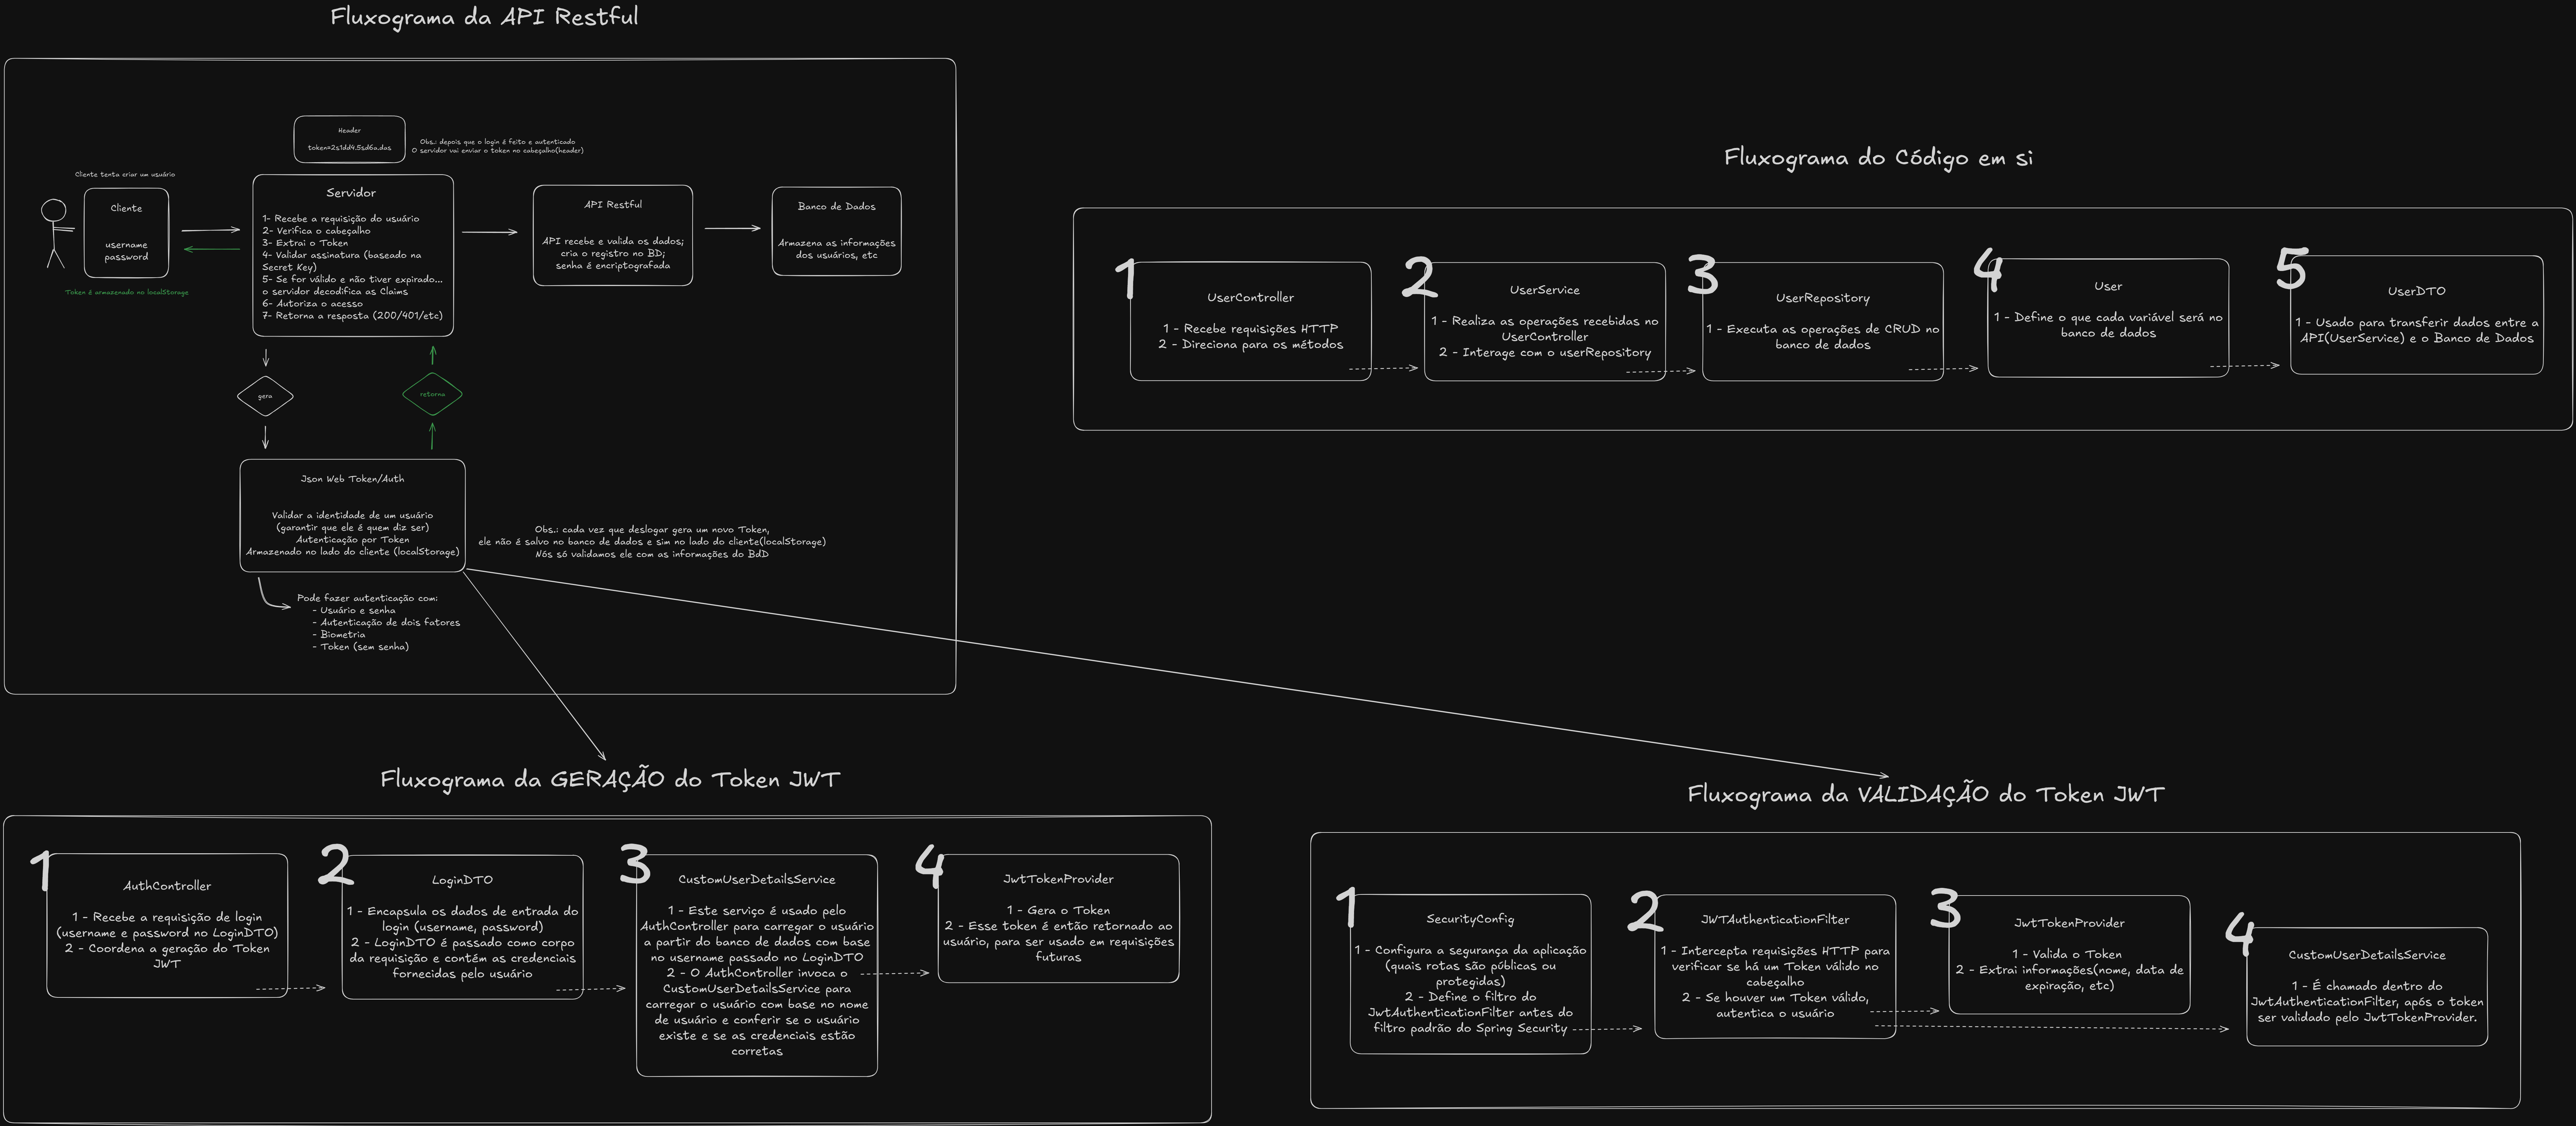 Fluxograma da API Restful
Header
token=2s1dd4.5sd6a.das
Obs.: depois que o login é feito e autenticado
O servidor vai enviar o token no cabeçalho(header)
Cliente tenta criar um usuário
Cliente
username
password
Token é armazenado no localStorage
Servidor
1- Recebe a requisição do usuário
2- Verifica o cabeçalho
3- Extrai o Token
4- Validar assinatura (baseado na
Secret Key)
5- Se for válido e não tiver expirado...
o servidor decodifica as Claims
6- Autoriza o acesso
7- Retorna a resposta (200/401/etc)
API Restful
API recebe e valida os dados;
cria o registro no BD;
senha é encriptografada
Banco de Dados
Armazena as informações
dos usuários, etc
gera
retorna
Json Web Token/Auth
Validar a identidade de um usuário
(garantir que ele é quem diz ser)
Autenticação por Token
Armazenado no lado do cliente (localStorage)
Obs.: cada vez que deslogar gera um novo Token,
ele não é salvo no banco de dados e sim no lado do cliente(localStorage)
Nós só validamos ele com as informações do BdD
Pode fazer autenticação com:
- Usuário e senha
- Autenticação de dois fatores
- Biometria
- Token (sem senha)
Fluxograma do Código em si
1
UserController
1 - Recebe requisições HTTP
2 - Direciona para os métodos
2
UserService
1 - Realiza as operações recebidas no
UserController
2 - Interage com o userRepository
3
UserRepository
1 - Executa as operações de CRUD no
banco de dados
4
User
1 - Define o que cada variável será no
banco de dados
5
UserDTO
1 - Usado para transferir dados entre a
API(UserService) e o Banco de Dados
Fluxograma da GERAÇÃO do Token JWT
1
AuthController
1 - Recebe a requisição de login
(username e password no LoginDTO)
2 - Coordena a geração do Token
JWT
2
LoginDTO
1 - Encapsula os dados de entrada do
login (username, password)
2 - LoginDTO é passado como corpo
da requisição e contém as credenciais
fornecidas pelo usuário
3
CustomUserDetailsService
1 - Este serviço é usado pelo
AuthController para carregar o usuário
a partir do banco de dados com base
no username passado no LoginDTO
2 - O AuthController invoca o
CustomUserDetailsService para
carregar o usuário com base no nome
de usuário e conferir se o usuário
existe e se as credenciais estão
corretas
4
JwtTokenProvider
1 - Gera o Token
2 - Esse token é então retornado ao
usuário, para ser usado em requisições
futuras
Fluxograma da VALIDAÇÃO do Token JWT
1
SecurityConfig
1 - Configura a segurança da aplicação
(quais rotas são públicas ou
protegidas)
2 - Define o filtro do
JwtAuthenticationFilter antes do
filtro padrão do Spring Security
2
JWTAuthenticationFilter
1 - Intercepta requisições HTTP para
verificar se há um Token válido no
cabeçalho
2 - Se houver um Token válido,
autentica o usuário
3
JwtTokenProvider
1 - Valida o Token
2 - Extrai informações(nome, data de
expiração, etc)
4
CustomUserDetailsService
1 - É chamado dentro do
JwtAuthenticationFilter, após o token
ser validado pelo JwtTokenProvider.